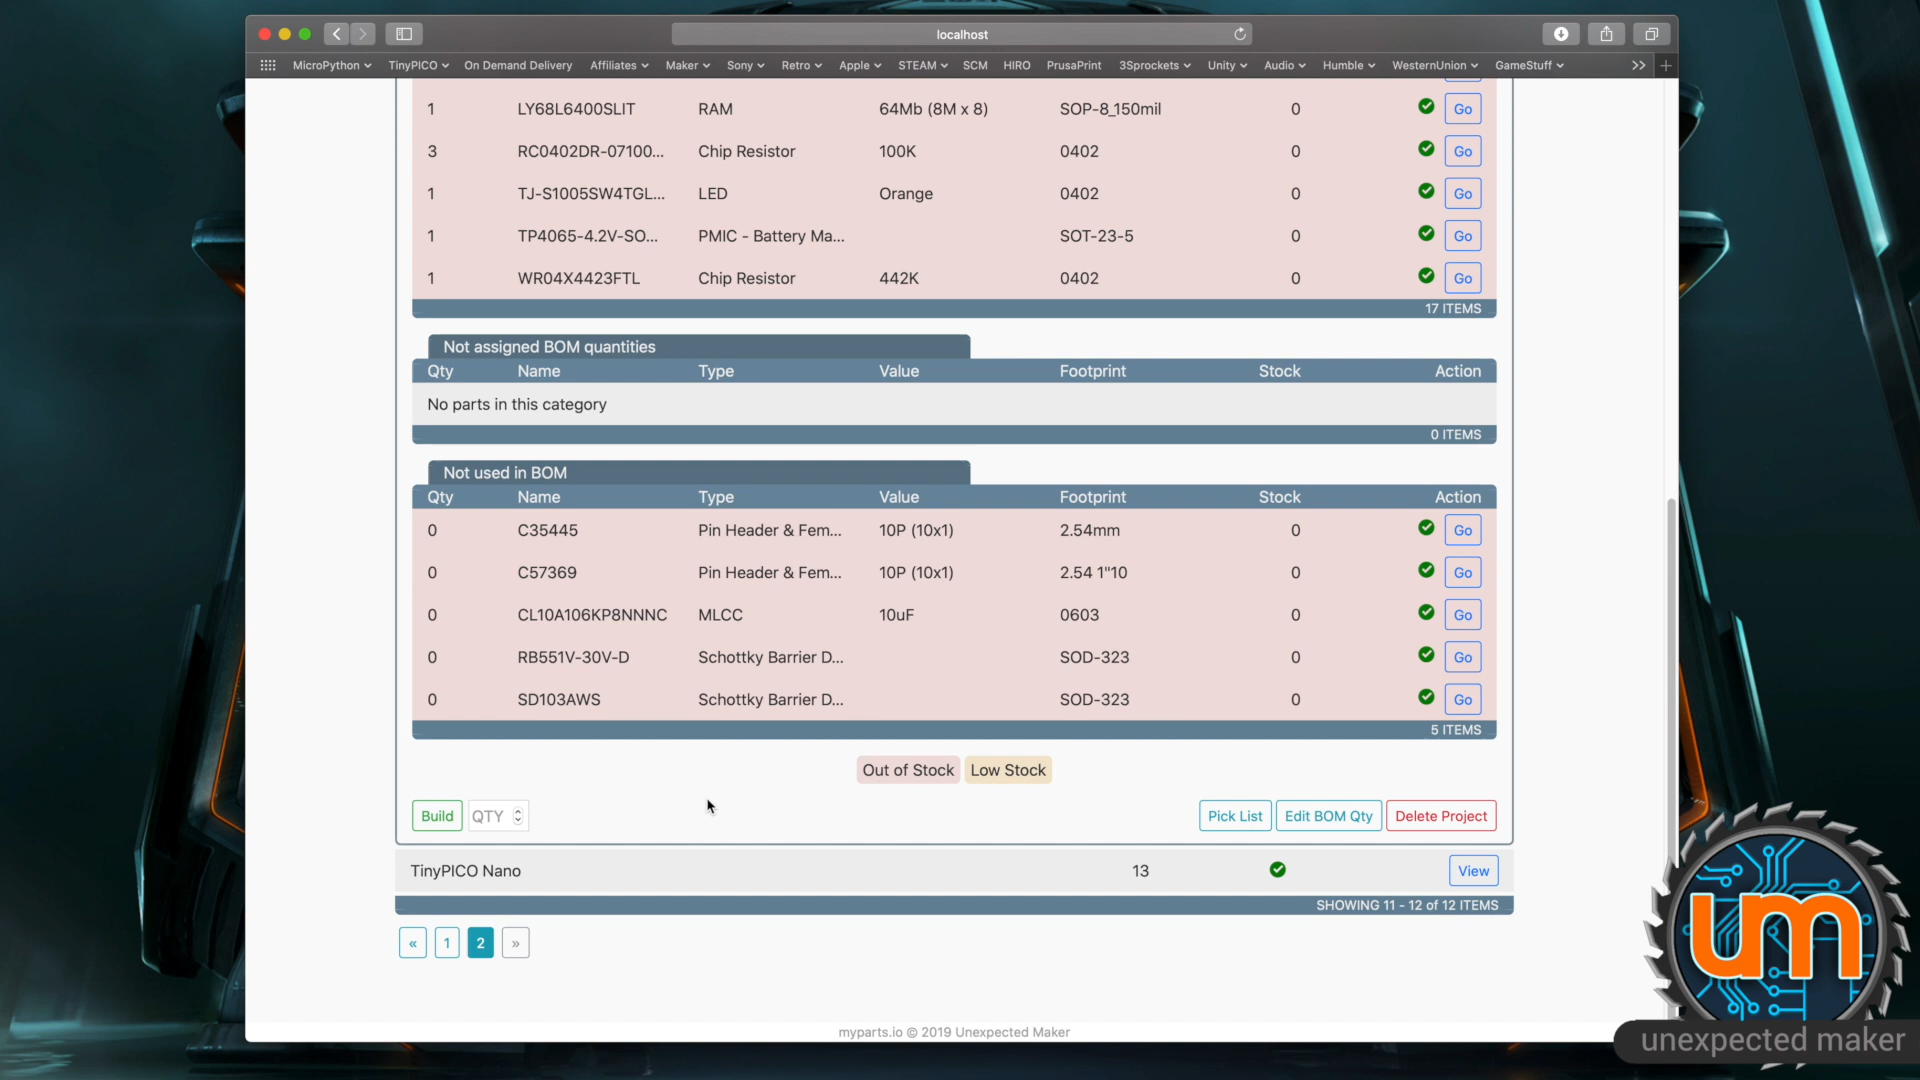 localhost
MicroPython TinyPICO On Demand Delivery Affiliates Maker Sony Retro Apple STEAM SCM HIRO PrusaPrint 3Sprockets Unity Audio Humble WesternUnion GameStuff
1 LY68L6400SLIT RAM 64Mb (8M x 8) SOP-8_150mil 0 Go
3 RC0402DR-07100... Chip Resistor 100K 0402 0 Go
1 TJ-S1005SW4TGL... LED Orange 0402 0 Go
1 TP4065-4.2V-SO... PMIC - Battery Ma... SOT-23-5 0 Go
1 WR04X4423FTL Chip Resistor 442K 0402 0 Go
17 ITEMS
Not assigned BOM quantities
Qty Name Type Value Footprint Stock Action
No parts in this category
0 ITEMS
Not used in BOM
Qty Name Type Value Footprint Stock Action
0 C35445 Pin Header & Fem... 10P (10x1) 2.54mm 0 Go
0 C57369 Pin Header & Fem... 10P (10x1) 2.54 1"10 0 Go
0 CL10A106KP8NNNC MLCC 10uF 0603 0 Go
0 RB551V-30V-D Schottky Barrier D... SOD-323 0 Go
0 SD103AWS Schottky Barrier D... SOD-323 0 Go
5 ITEMS
Out of Stock Low Stock
Build QTY Pick List Edit BOM Qty Delete Project
TinyPICO Nano 13 View
SHOWING 11 - 12 of 12 ITEMS
« 1 2 »
myparts.io © 2019 Unexpected Maker
um
unexpected maker